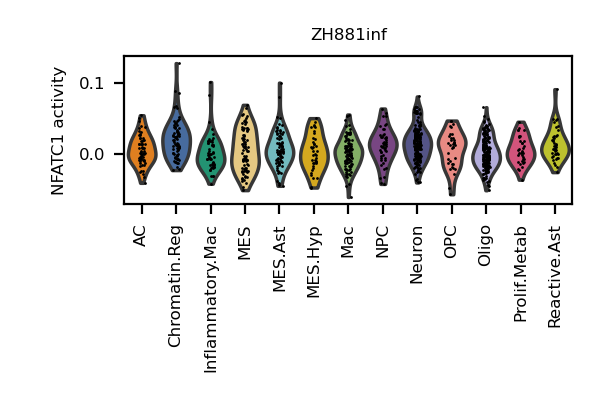 ZH881inf
NFATC1 activity
0.1
0.0
AC
Chromatin.Reg
Inflammatory.Mac
MES
MES.Ast
MES.Hyp
Mac
NPC
Neuron
OPC
Oligo
Prolif.Metab
Reactive.Ast